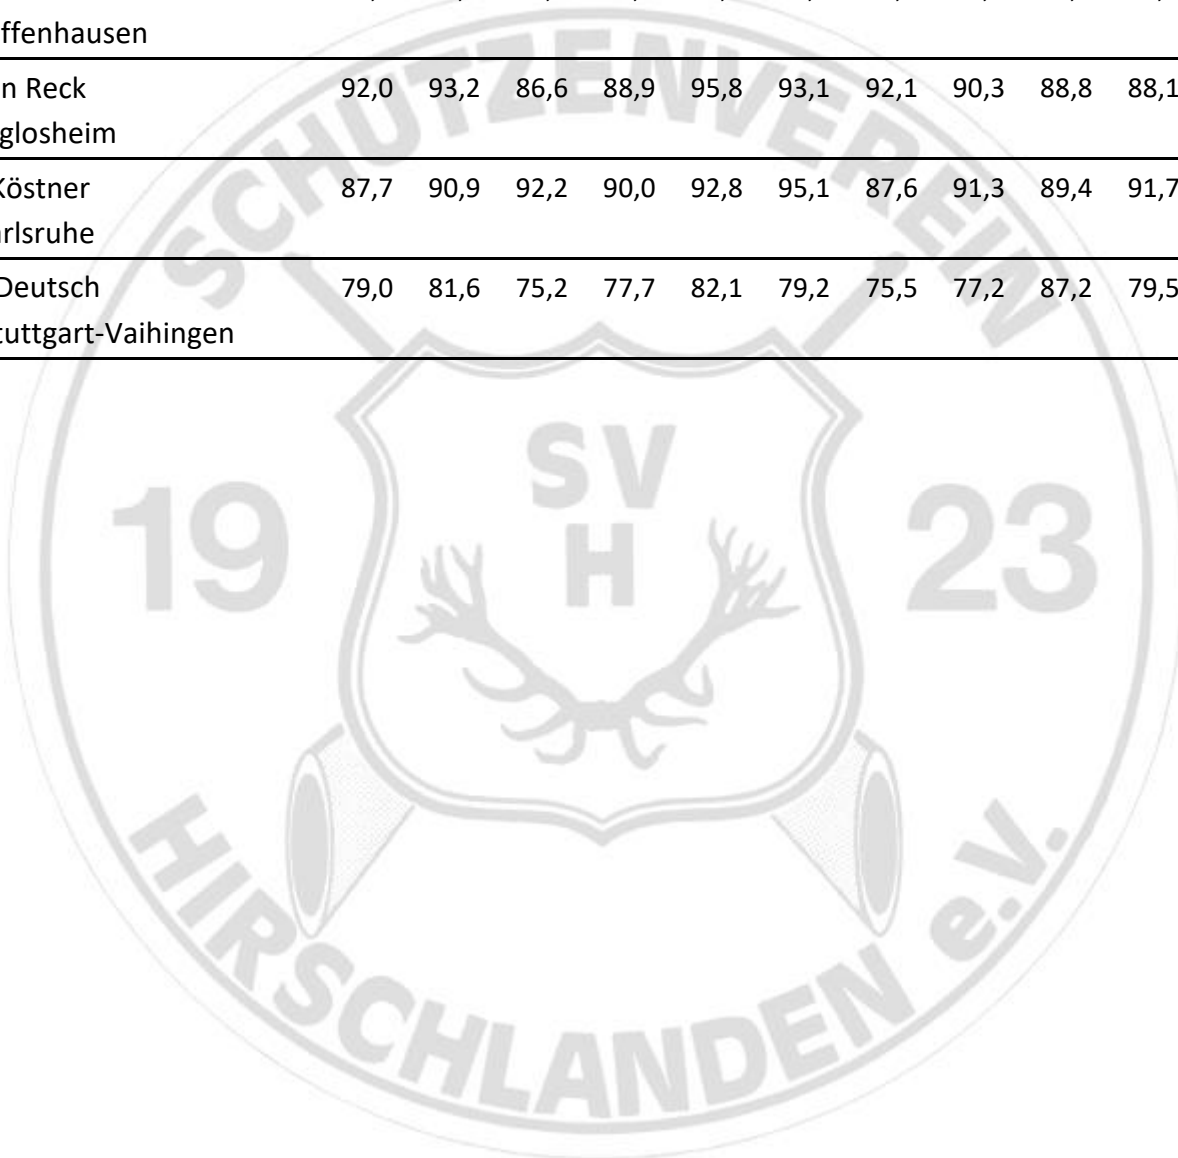 ffenhausen
n Reck 92,0 93,2 86,6 88,9 95,8 93,1 92,1 90,3 88,8 88,1
glosheim
Köstner 87,7 90,9 92,2 90,0 92,8 95,1 87,6 91,3 89,4 91,7
arlsruhe
Deutsch 79,0 81,6 75,2 77,7 82,1 79,2 75,5 77,2 87,2 79,5
tuttgart-Vaihingen
SCHÜTZENVEREIN
SV
H
19 23
HIRSCHLANDEN e.V.